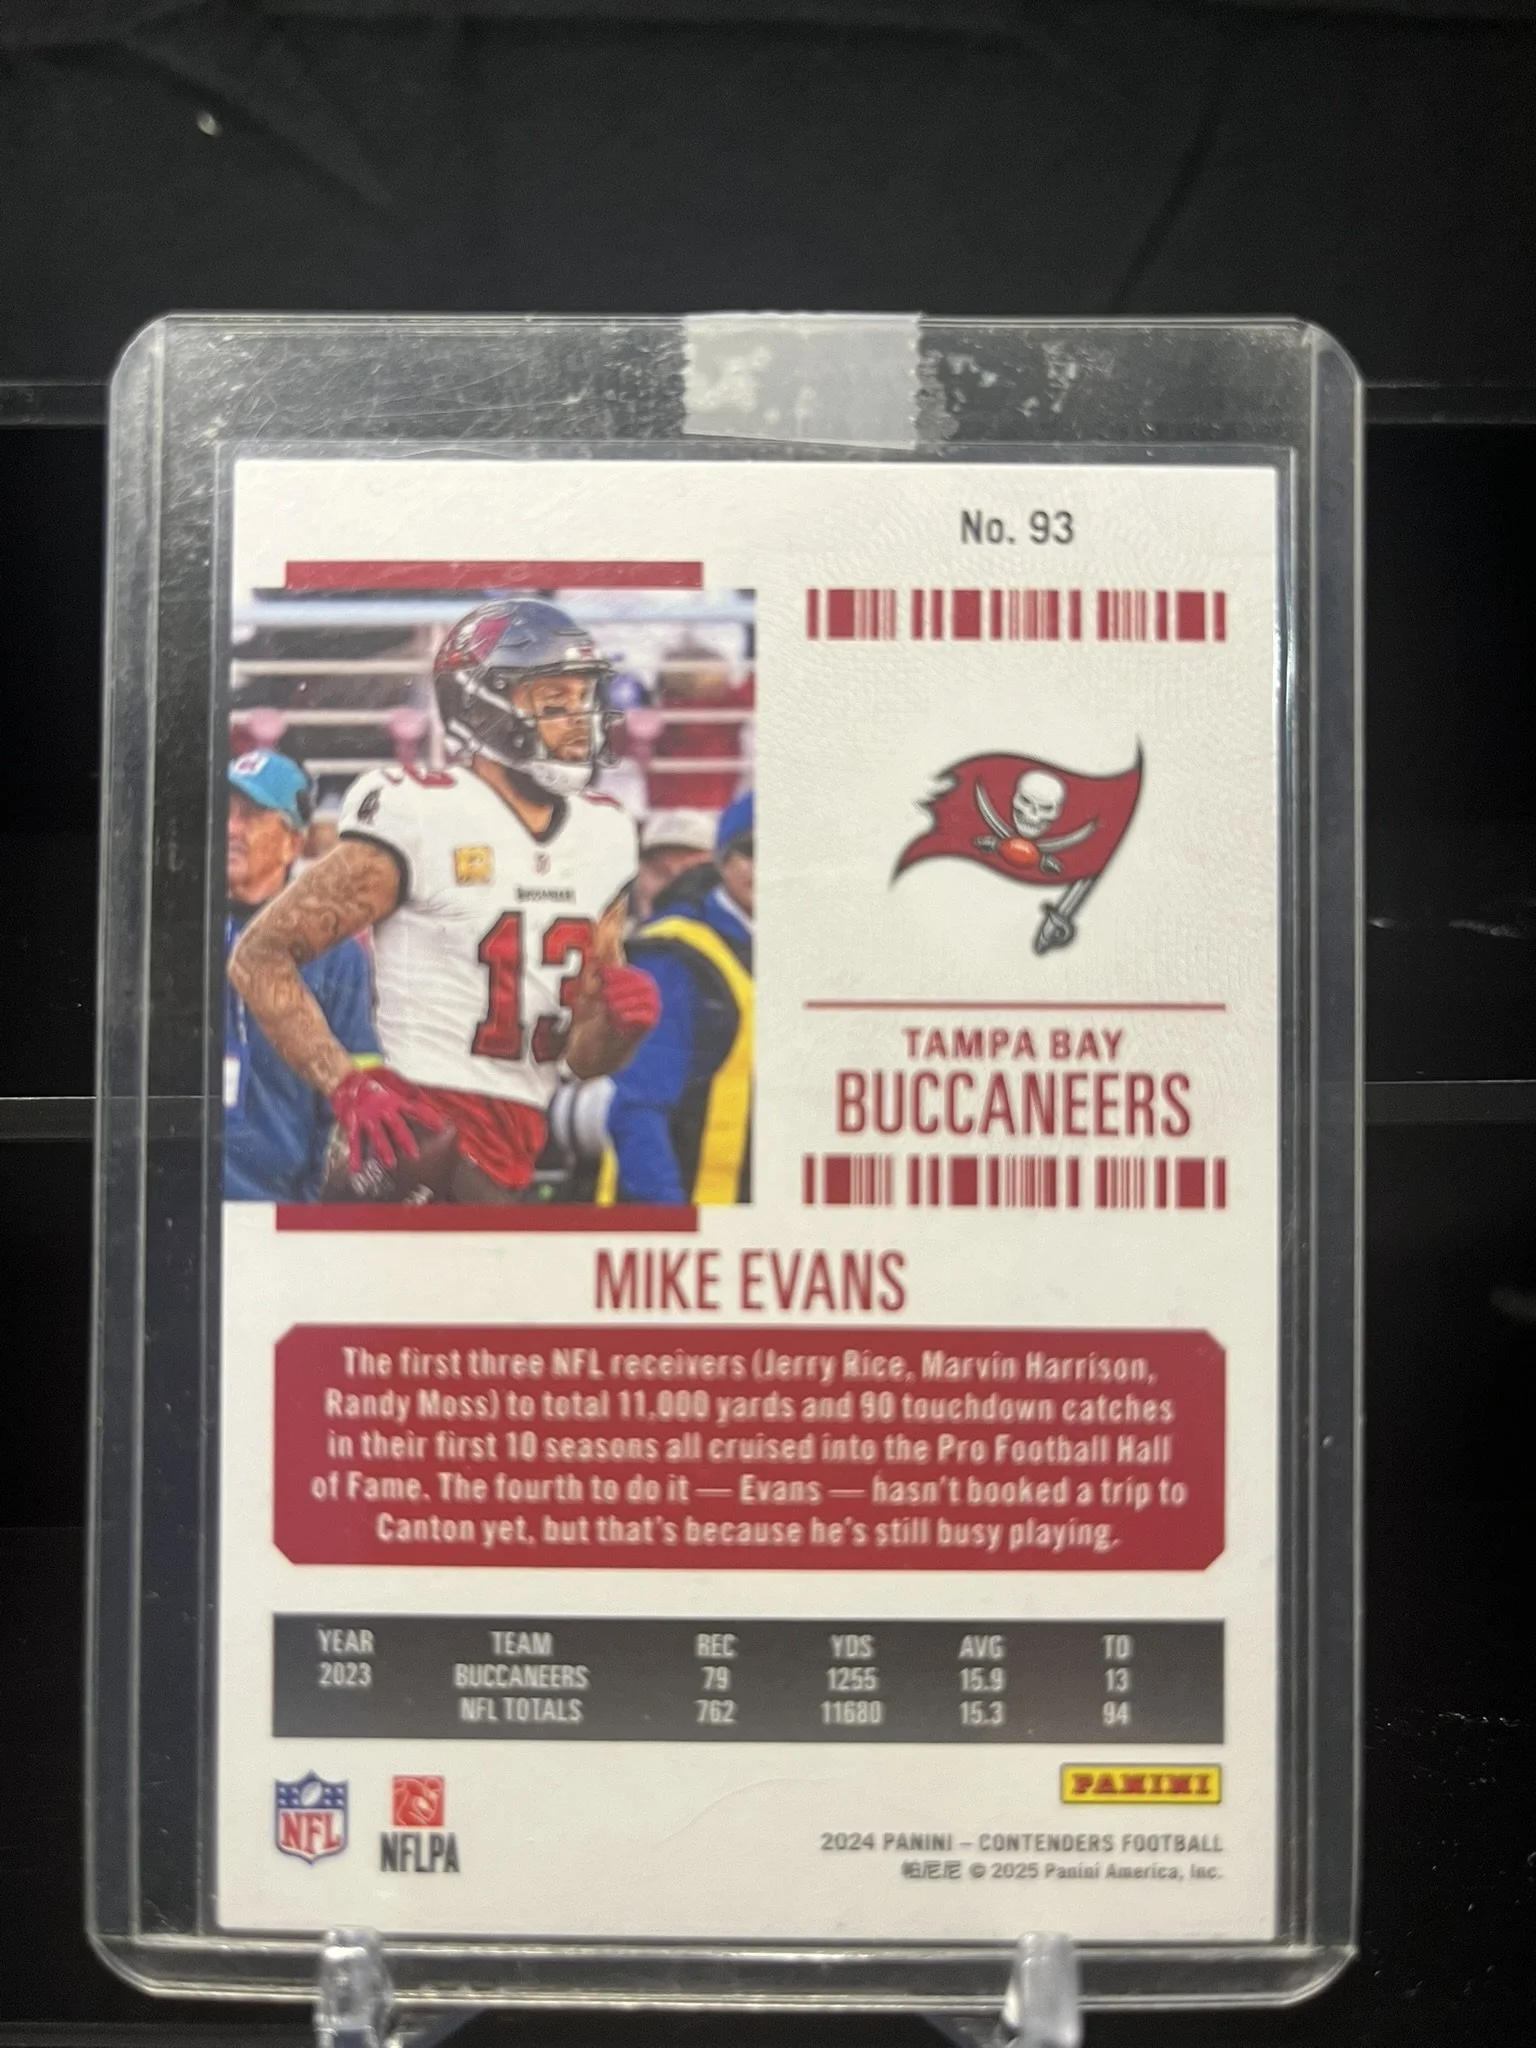 No. 93
13
BUCCANEERS
TAMPA BAY
BUCCANEERS
MIKE EVANS
The first three NFL receivers (Jerry Rice, Marvin Harrison,
Randy Moss) to total 11,000 yards and 90 touchdown catches
in their first 10 seasons all cruised into the Pro Football Hall
of Fame. The fourth to do it — Evans — hasn't booked a trip to
Canton yet, but that's because he's still busy playing.
YEAR TEAM REC YDS AVG TD
2023 BUCCANEERS 79 1255 15.9 13
NFL TOTALS 762 11680 15.3 94
PANINI
NFL
NFLPA
2024 PANINI – CONTENDERS FOOTBALL
帕尼尼 © 2025 Panini America, Inc.